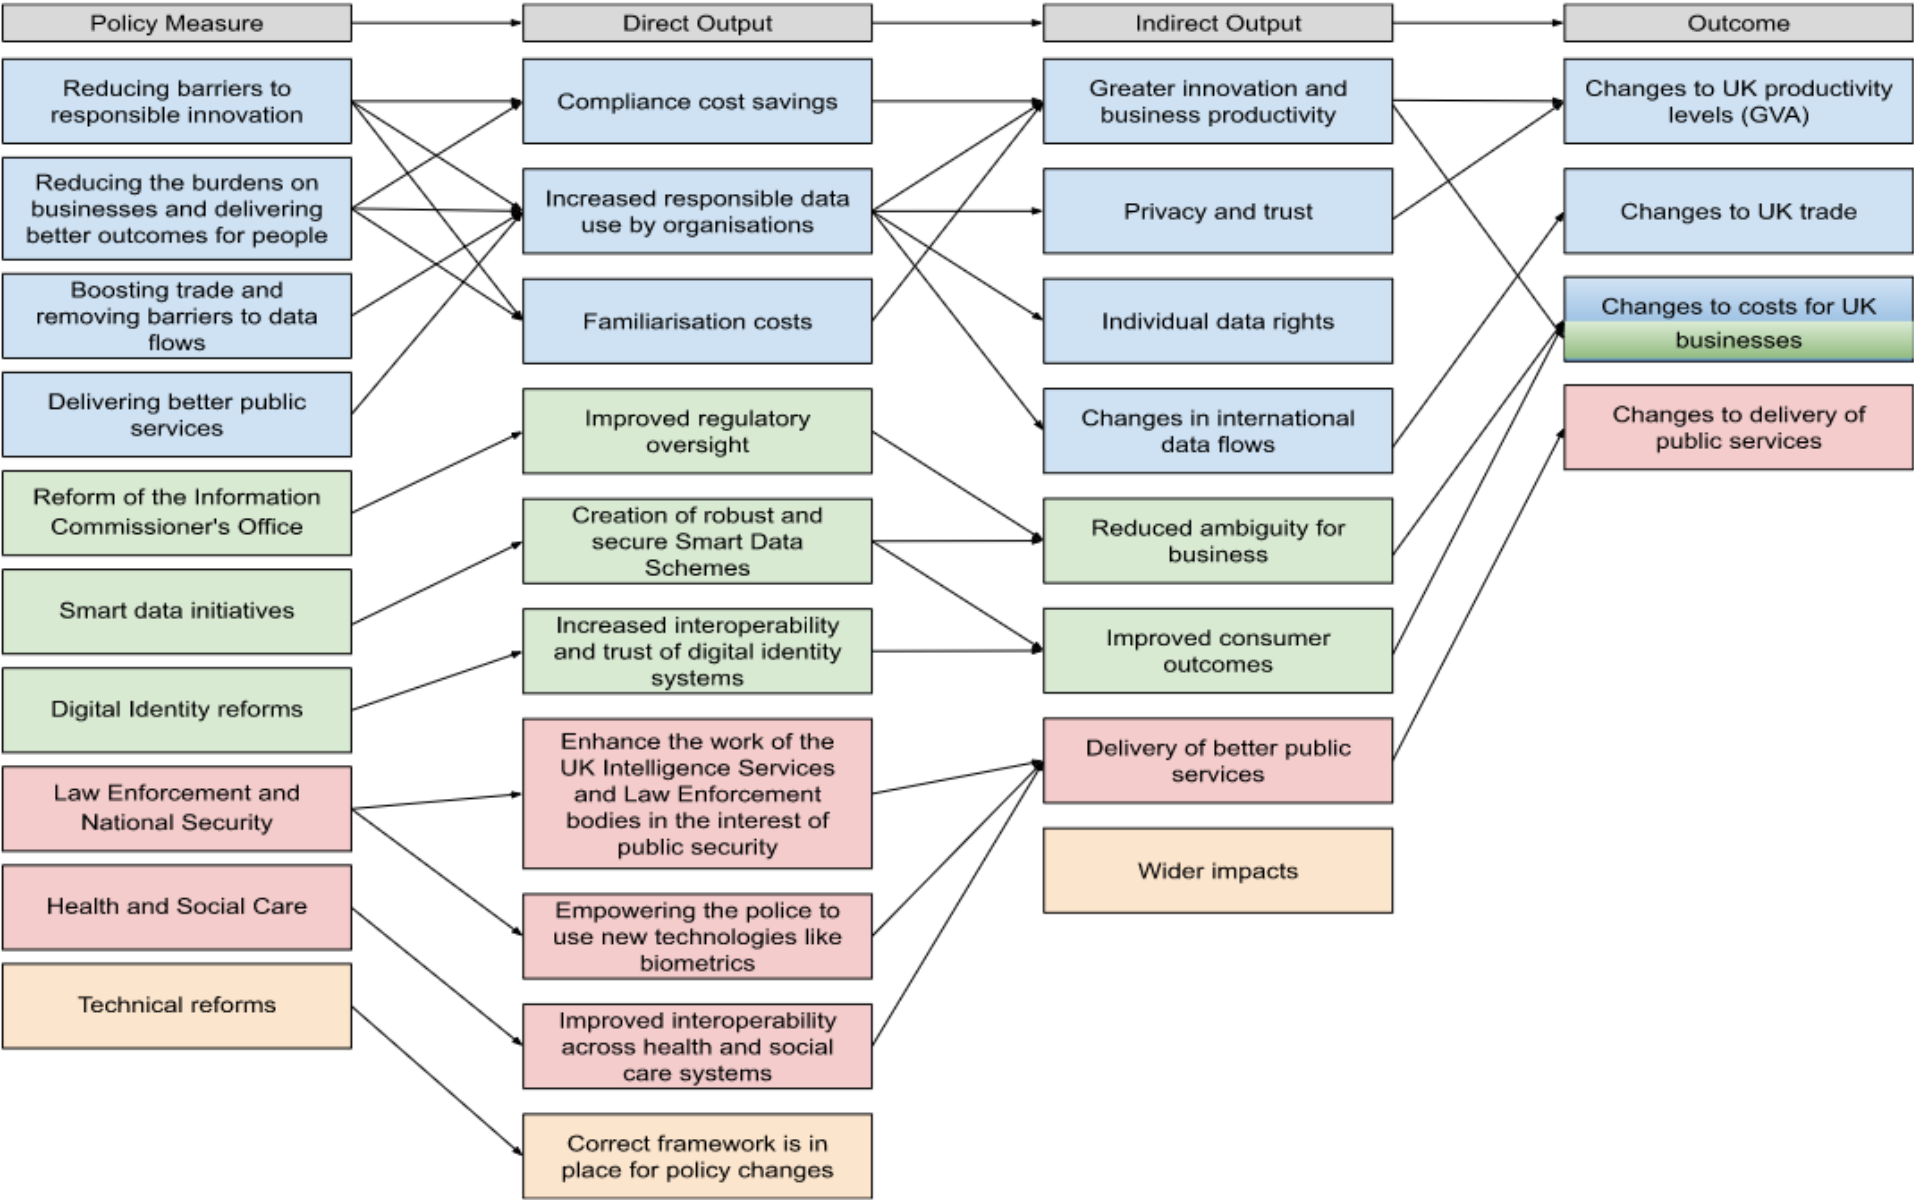 Policy Measure
Direct Output
Indirect Output
Outcome
Reducing barriers to
responsible innovation
Reducing the burdens on
businesses and delivering
better outcomes for people
Boosting trade and
removing barriers to data
flows
Delivering better public
services
Reform of the Information
Commissioner's Office
Smart data initiatives
Digital Identity reforms
Law Enforcement and
National Security
Health and Social Care
Technical reforms
Compliance cost savings
Increased responsible data
use by organisations
Familiarisation costs
Improved regulatory
oversight
Creation of robust and
secure Smart Data
Schemes
Increased interoperability
and trust of digital identity
systems
Enhance the work of the
UK Intelligence Services
and Law Enforcement
bodies in the interest of
public security
Empowering the police to
use new technologies like
biometrics
Improved interoperability
across health and social
care systems
Correct framework is in
place for policy changes
Greater innovation and
business productivity
Privacy and trust
Individual data rights
Changes in international
data flows
Reduced ambiguity for
business
Improved consumer
outcomes
Delivery of better public
services
Wider impacts
Changes to UK productivity
levels (GVA)
Changes to UK trade
Changes to costs for UK
businesses
Changes to delivery of
public services